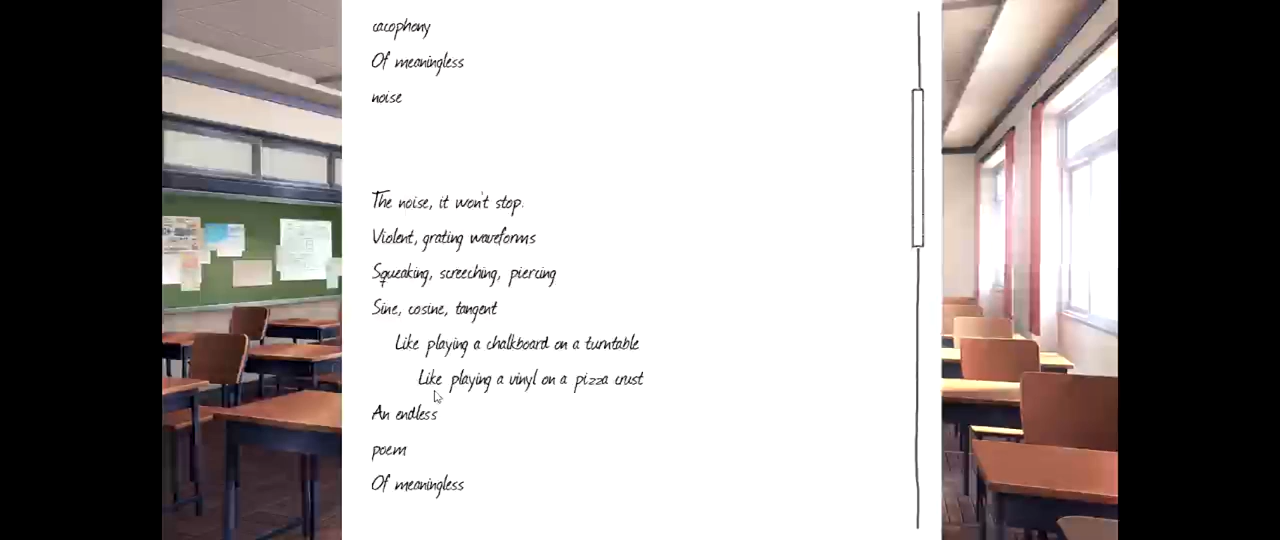 cacophony
Of meaningless
noise
The noise, it won't stop.
Violent, grating waveforms
Squeaking, screeching, piercing
Sine, cosine, tangent
Like playing a chalkboard on a turntable
Like playing a vinyl on a pizza crust
An endless
poem
Of meaningless